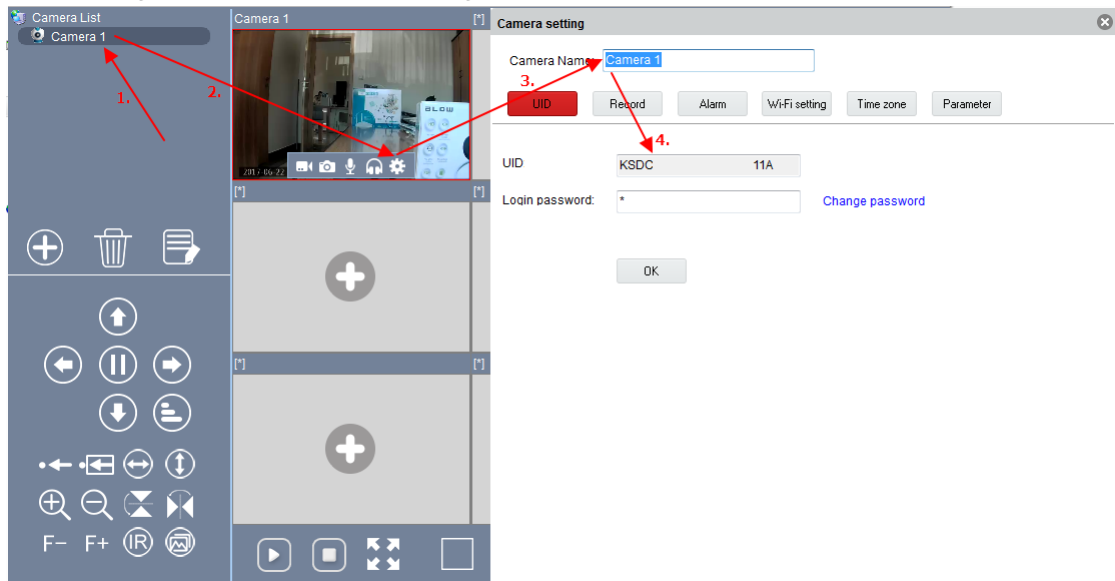 Camera List
Camera 1
1.
2.
Camera 1 [*]
BLOW
2017-06-22
[*] [*]
[*] [*]
F- F+ IR
Camera setting
Camera Name: Camera 1
3.
UID Record Alarm Wi-Fi setting Time zone Parameter
4.
UID KSDC 11A
Login password: * Change password
OK